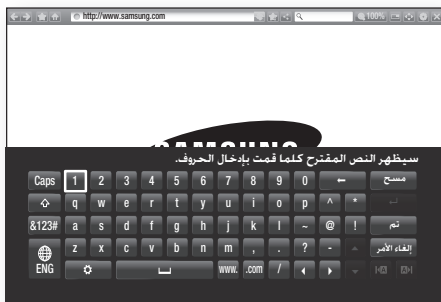 http://www.samsung.com
100%
SAMSUNG
سيظهر النص المقترح كلما قمت بإدخال الحروف.
Caps 1 2 3 4 5 6 7 8 9 0 ← مسح
q w e r t y u i o p ^ *
&123# a s d f g h j k l ~ @ ! تم
z x c v b n m , . ? - إلغاء الأمر
ENG www. .com /